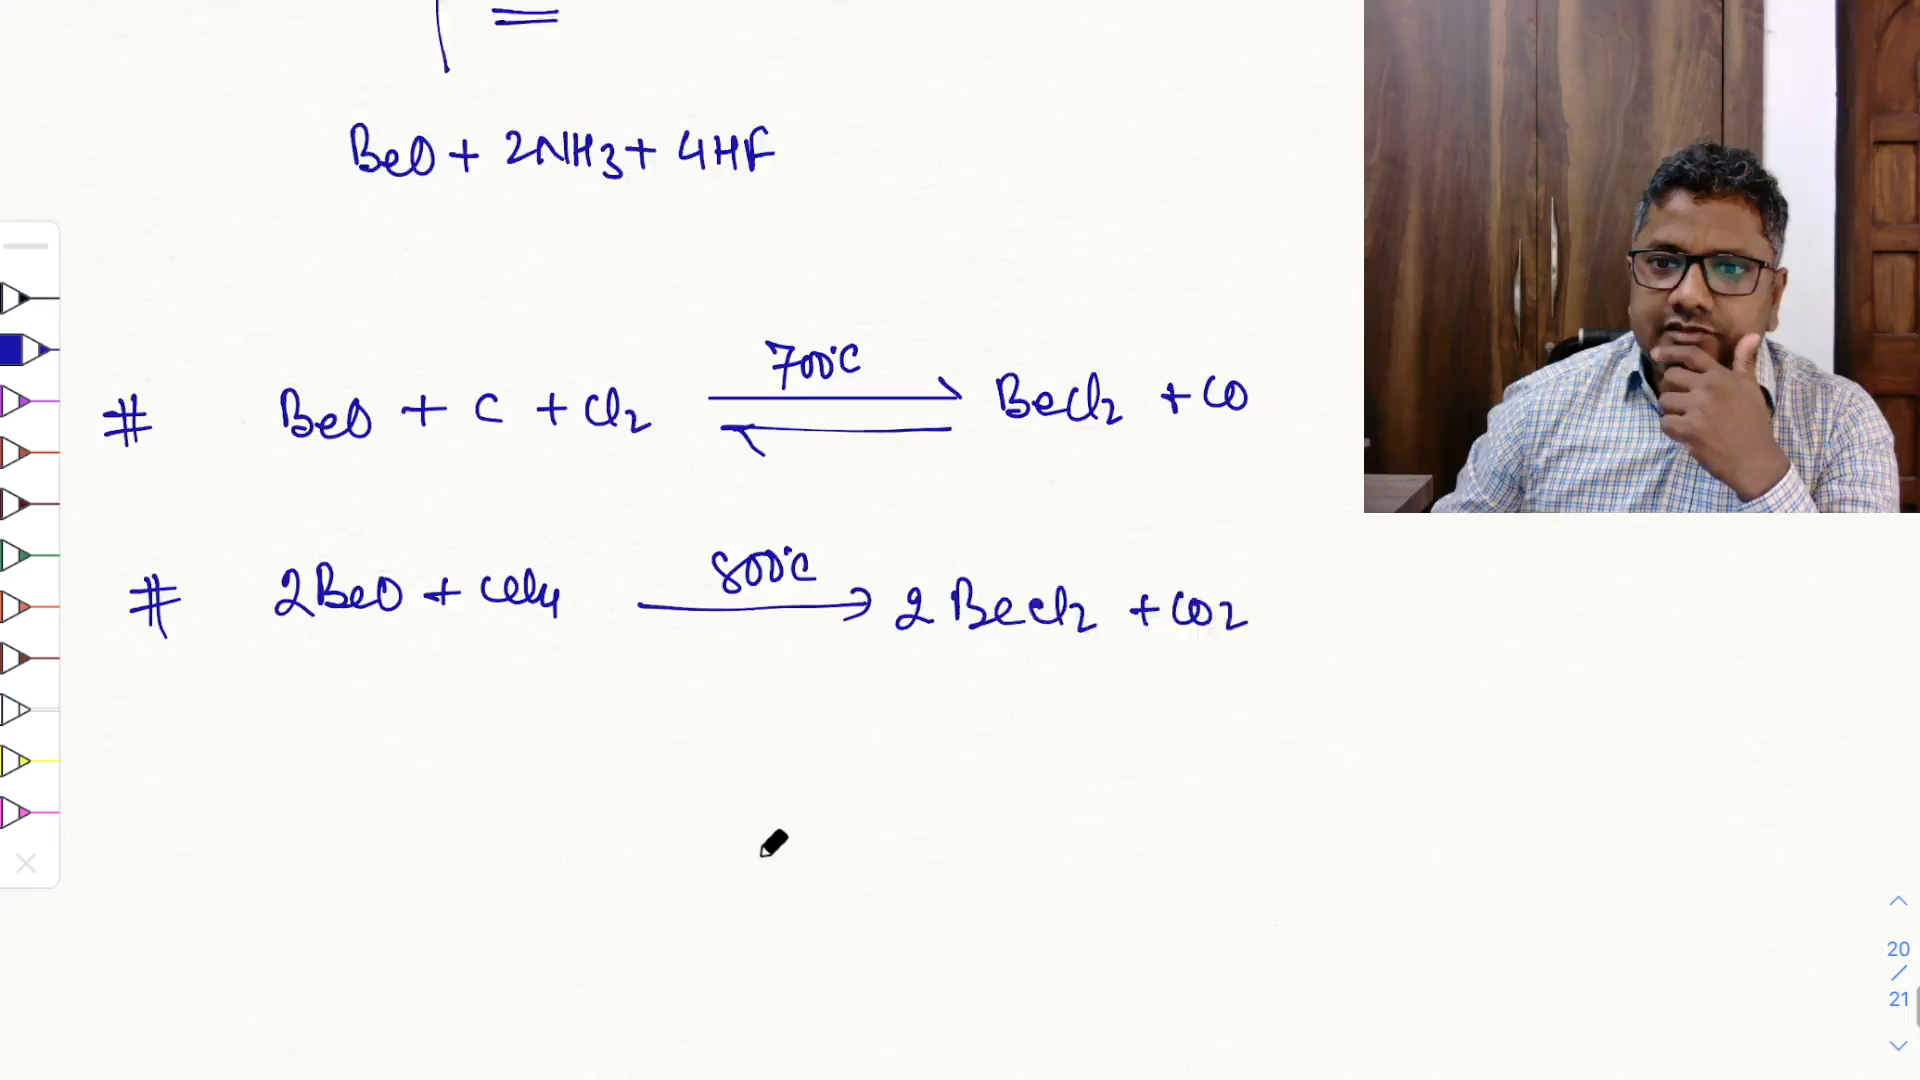 BeO + 2NH3 + 4HF
700°C
# BeO + C + Cl2 ⇌ BeCl2 + CO
800°C
# 2BeO + CCl4 → 2BeCl2 + CO2
20
/
21